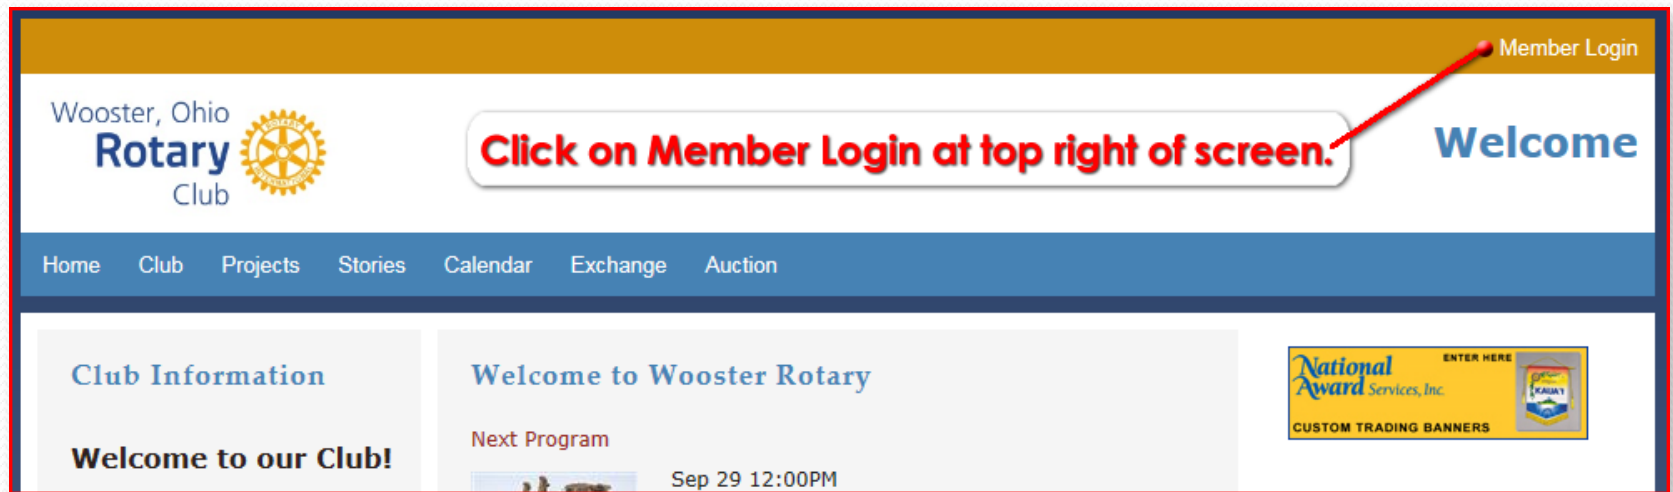 Member Login
Wooster, Ohio
Rotary
Club
Click on Member Login at top right of screen.
Welcome
Home Club Projects Stories Calendar Exchange Auction
Club Information
Welcome to our Club!
Welcome to Wooster Rotary
Next Program
Sep 29 12:00PM
National
Award Services, Inc.
ENTER HERE
KAUA'I
CUSTOM TRADING BANNERS